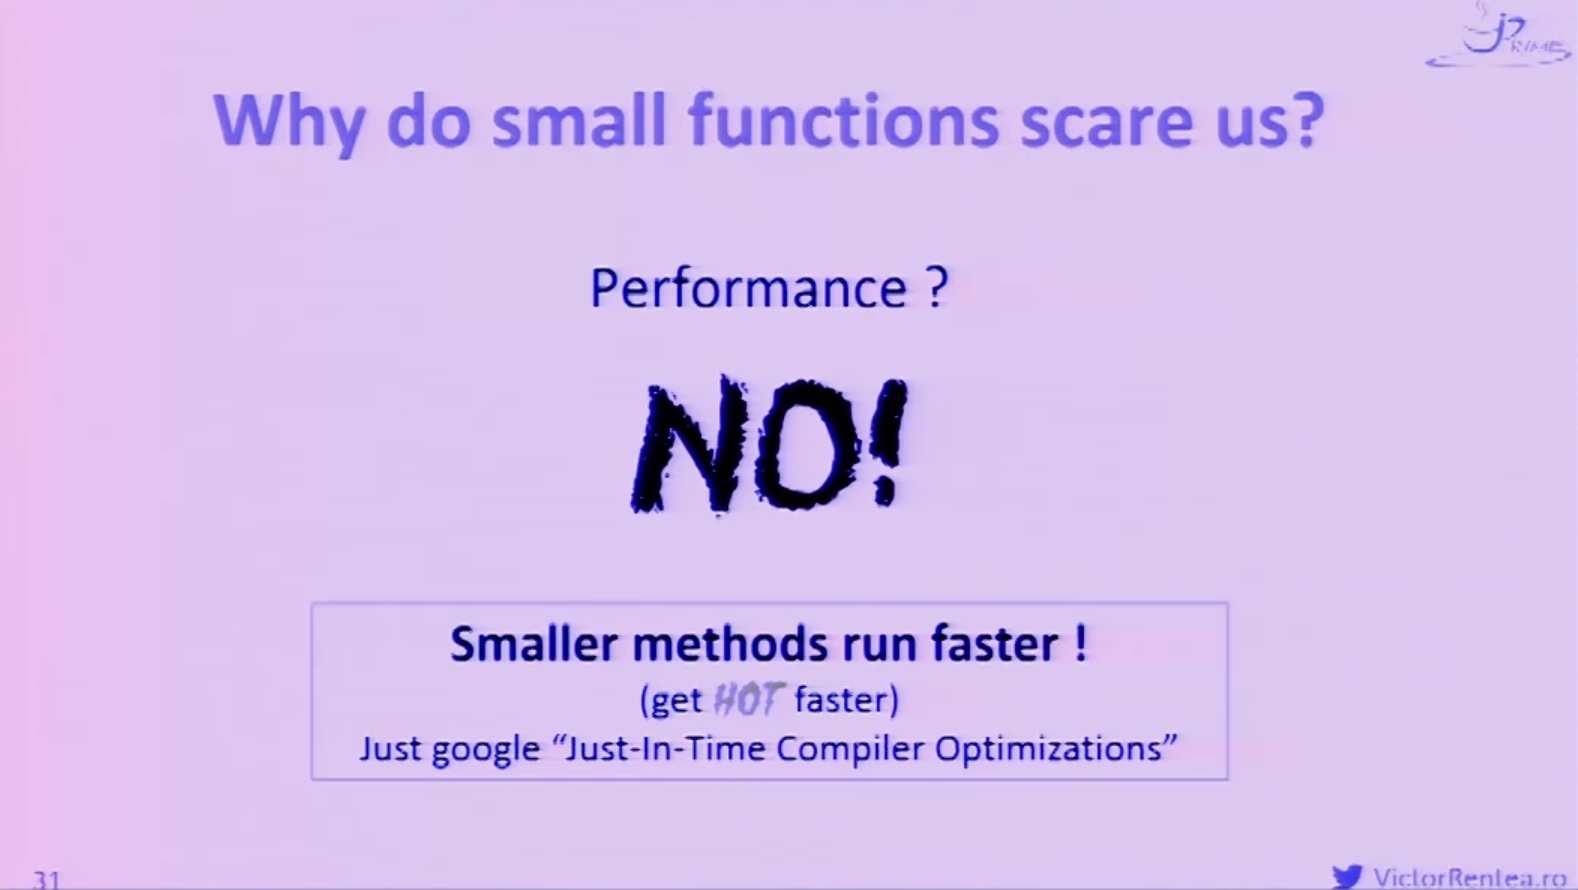 JPRIME
Why do small functions scare us?
Performance ?
NO!
Smaller methods run faster !
(get HOT faster)
Just google “Just-In-Time Compiler Optimizations”
31
VictorRentea.ro